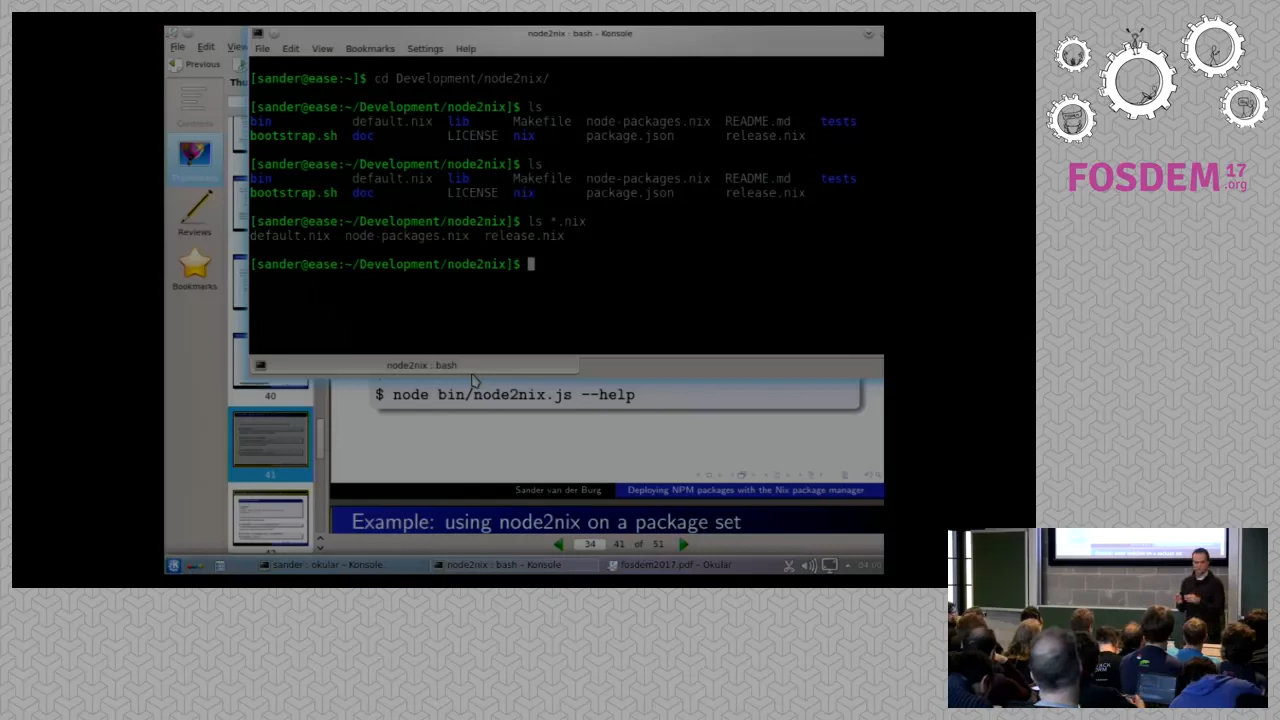 node2nix : bash - Konsole
File Edit View
File Edit View Bookmarks Settings Help
Previous
Thu
Contents
Thumbnails
Reviews
Bookmarks
[sander@ease:~]$ cd Development/node2nix/
[sander@ease:~/Development/node2nix]$ ls
bin default.nix lib Makefile node-packages.nix README.md tests
bootstrap.sh doc LICENSE nix package.json release.nix
[sander@ease:~/Development/node2nix]$ ls
bin default.nix lib Makefile node-packages.nix README.md tests
bootstrap.sh doc LICENSE nix package.json release.nix
[sander@ease:~/Development/node2nix]$ ls *.nix
default.nix node-packages.nix release.nix
[sander@ease:~/Development/node2nix]$
node2nix : bash
40
$ node bin/node2nix.js --help
41
Sander van der Burg Deploying NPM packages with the Nix package manager
Example: using node2nix on a package set
34 41 of 51
sander : okular - Konsole node2nix : bash - Konsole fosdem2017.pdf - Okular
FOSDEM 17 .org